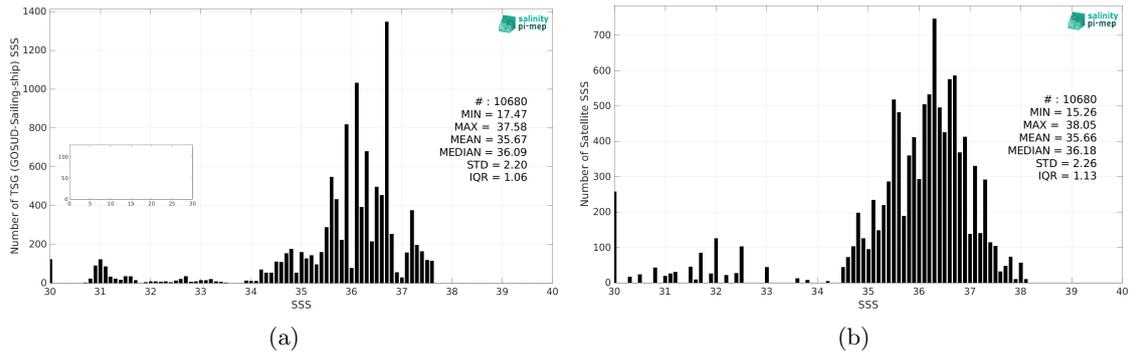 1400
1200
1000
800
600
400
200
0
Number of TSG (GOSUD-Sailing-ship) SSS
salinity
pi-mep
# : 10680
MIN = 17.47
MAX = 37.58
MEAN = 35.67
MEDIAN = 36.09
STD = 2.20
IQR = 1.06
5.0
0
0 5 10 15 20 25 30
30 31 32 33 34 35 36 37 38 39 40
SSS
(a)
700
600
500
400
300
200
100
0
Number of Satellite SSS
salinity
pi-mep
# : 10680
MIN = 15.26
MAX = 38.05
MEAN = 35.66
MEDIAN = 36.18
STD = 2.26
IQR = 1.13
30 31 32 33 34 35 36 37 38 39 40
SSS
(b)